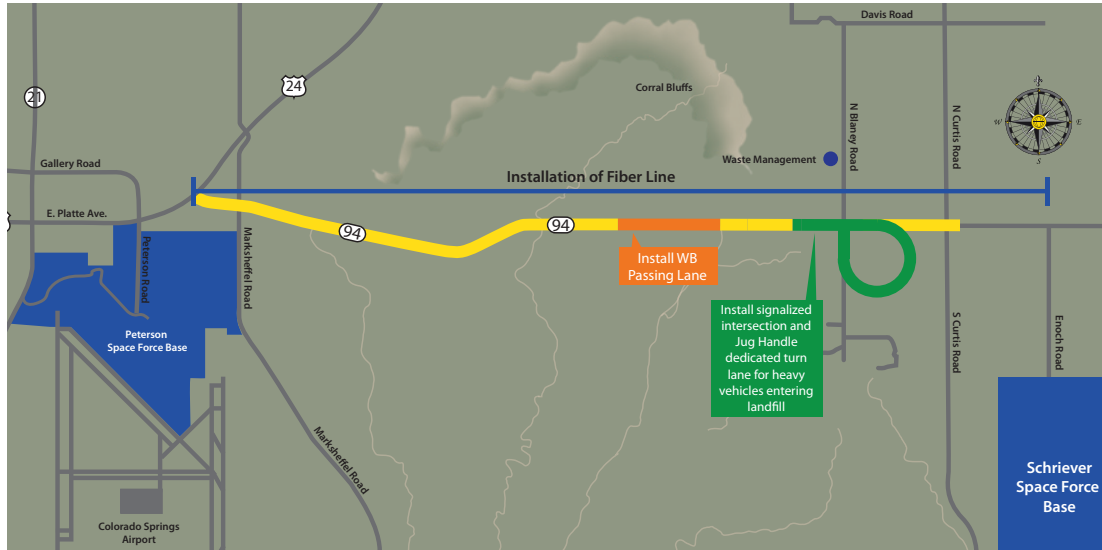 Davis Road
24
21
Corral Bluffs
N Blaney Road
N Curtis Road
W
E
S
Waste Management
Gallery Road
Installation of Fiber Line
E. Platte Ave.
94
94
Peterson Road
Marksheffel Road
Install WB
Passing Lane
Install signalized
intersection and
Jug Handle
dedicated turn
lane for heavy
vehicles entering
landfill
S Curtis Road
Enoch Road
Peterson
Space Force Base
Marksheffel Road
Schriever
Space Force
Base
Colorado Springs
Airport